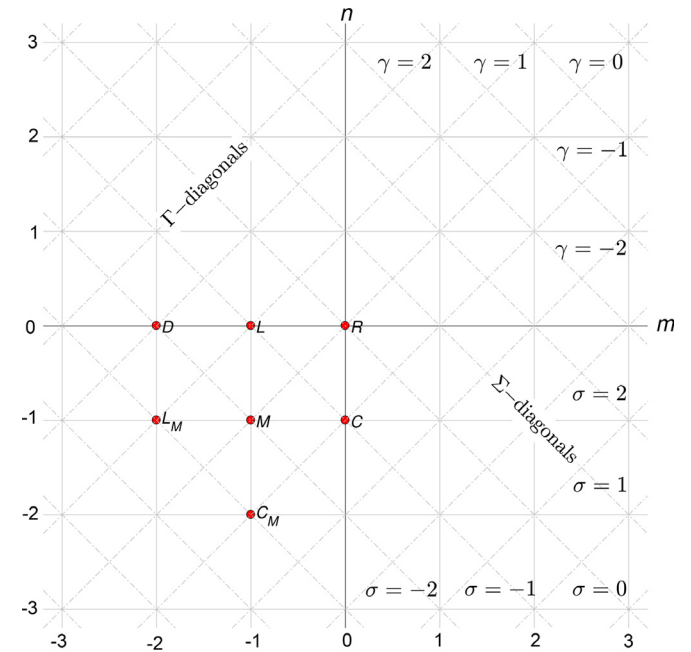 n
3
γ = 2
γ = 1
γ = 0
2
γ = −1
Γ−diagonals
1
γ = −2
0
D
L
R
m
Σ−diagonals
σ = 2
-1
L_M
M
C
σ = 1
-2
C_M
σ = −2
σ = −1
σ = 0
-3
-3
-2
-1
0
1
2
3